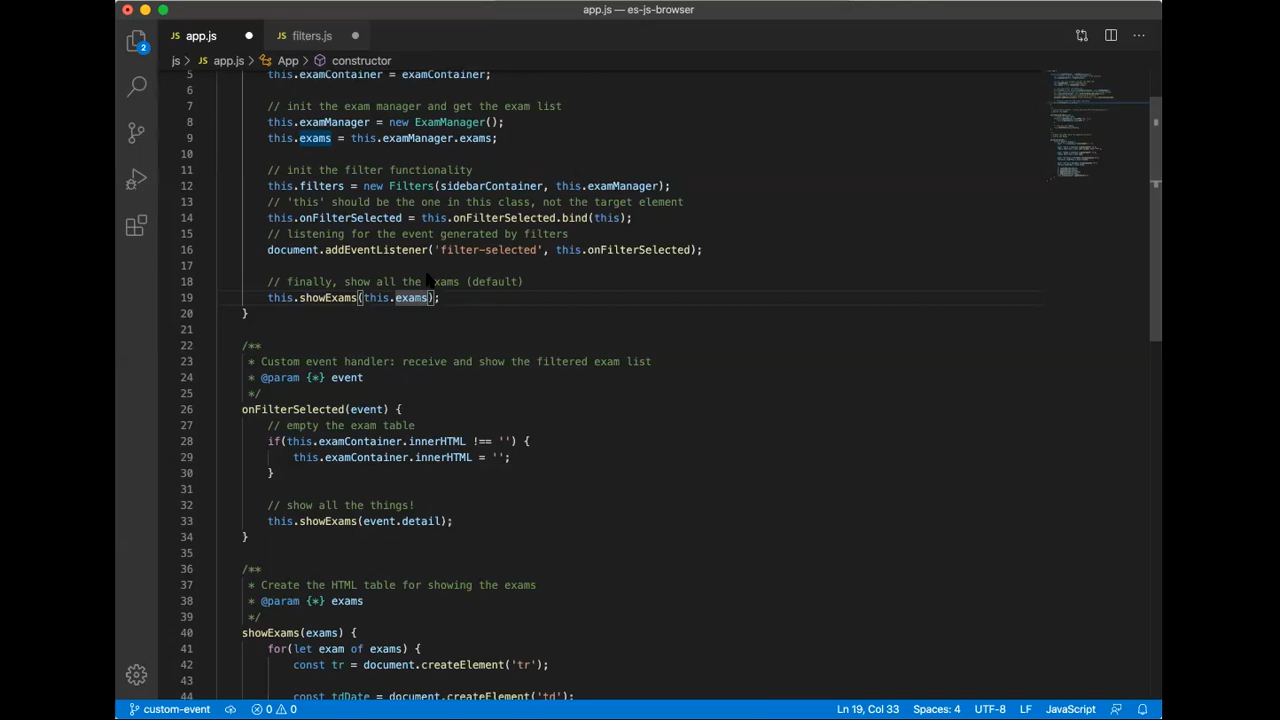 app.js — es-js-browser
app.js
filters.js
js > app.js > App > constructor
2
5 this.examContainer = examContainer;
6
7 // init the exam manager and get the exam list
8 this.examManager = new ExamManager();
9 this.exams = this.examManager.exams;
10
11 // init the filter functionality
12 this.filters = new Filters(sidebarContainer, this.examManager);
13 // 'this' should be the one in this class, not the target element
14 this.onFilterSelected = this.onFilterSelected.bind(this);
15 // listening for the event generated by filters
16 document.addEventListener('filter-selected', this.onFilterSelected);
17
18 // finally, show all the exams (default)
19 this.showExams(this.exams);
20 }
21
22 /**
23 * Custom event handler: receive and show the filtered exam list
24 * @param {*} event
25 */
26 onFilterSelected(event) {
27 // empty the exam table
28 if(this.examContainer.innerHTML !== '') {
29 this.examContainer.innerHTML = '';
30 }
31
32 // show all the things!
33 this.showExams(event.detail);
34 }
35
36 /**
37 * Create the HTML table for showing the exams
38 * @param {*} exams
39 */
40 showExams(exams) {
41 for(let exam of exams) {
42 const tr = document.createElement('tr');
43
44 const tdDate = document.createElement('td');
custom-event 0 0 Ln 19, Col 33 Spaces: 4 UTF-8 LF JavaScript